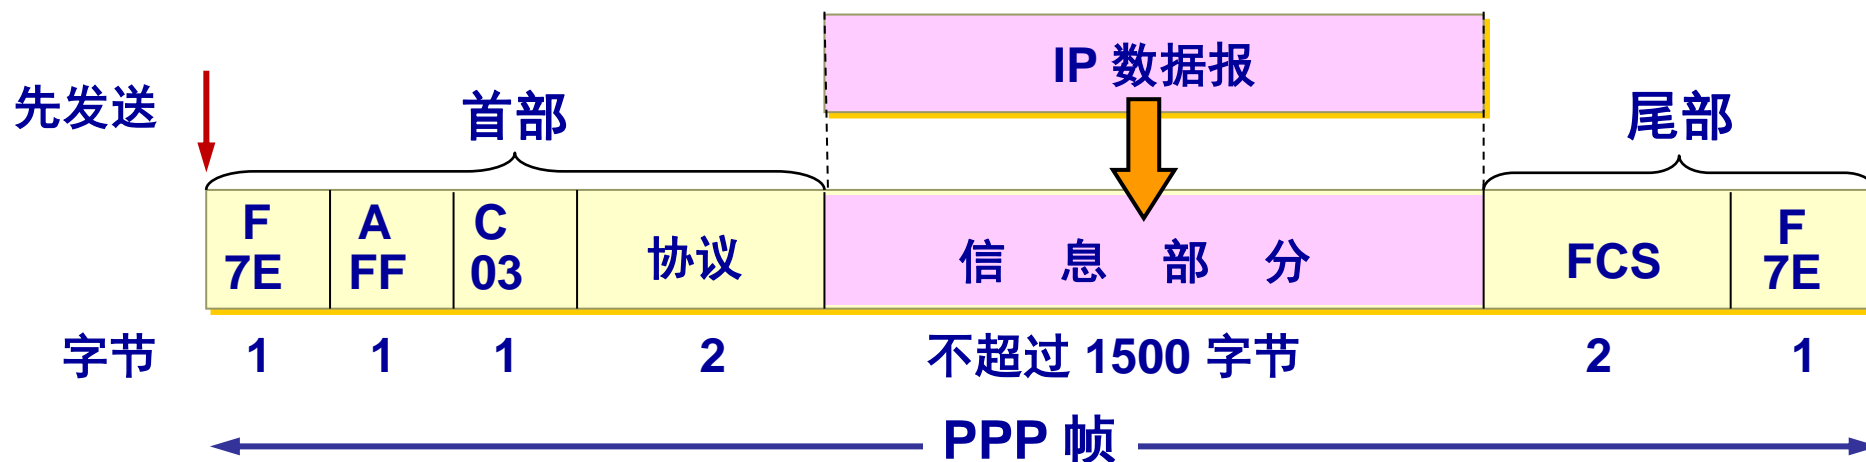 IP 数据报
先发送
首部
尾部
F A C
7E FF 03
协议
信 息 部 分
FCS
F
7E
字节 1 1 1 2 不超过 1500 字节 2 1
PPP 帧